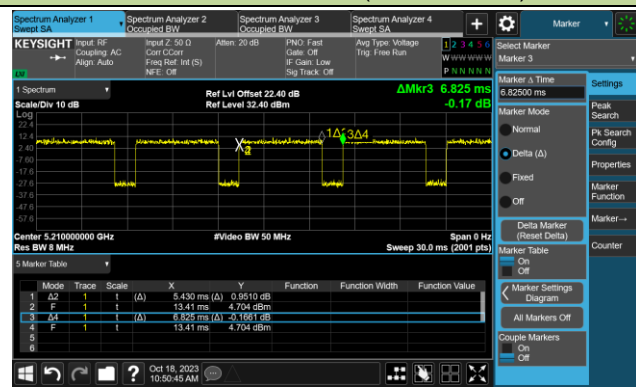 Spectrum Analyzer 1
Swept SA
Spectrum Analyzer 2
Occupied BW
Spectrum Analyzer 3
Occupied BW
Spectrum Analyzer 4
Swept SA
Marker
KEYSIGHT
Input: RF
Coupling: AC
Align: Auto
Input Z: 50 Ω
Corr CCorr
Freq Ref: Int (S)
NFE: Off
Atten: 20 dB
PNO: Fast
Gate: Off
IF Gain: Low
Sig Track: Off
Avg Type: Voltage
Trig: Free Run
1 2 3 4 5 6
W W W W W W
P N N N N N
Select Marker
Marker 3
1 Spectrum
Scale/Div 10 dB
Log
Ref Lvl Offset 22.40 dB
Ref Level 32.40 dBm
ΔMkr3 6.825 ms
-0.17 dB
22.4
12.4
2.40
-7.60
-17.6
-27.6
-37.6
-47.6
-57.6
X2
1Δ2
3Δ4
Center 5.210000000 GHz
Res BW 8 MHz
#Video BW 50 MHz
Span 0 Hz
Sweep 30.0 ms (2001 pts)
5 Marker Table
Mode Trace Scale X Y Function Function Width Function Value
1 Δ2 1 t (Δ) 5.430 ms (Δ) 0.9510 dB
2 F 1 t 13.41 ms 4.704 dBm
3 Δ4 1 t (Δ) 6.825 ms (Δ) -0.1661 dB
4 F 1 t 13.41 ms 4.704 dBm
5
6
Marker Δ Time
6.82500 ms
Marker Mode
Normal
Delta (Δ)
Fixed
Off
Delta Marker
(Reset Delta)
Marker Table
On
Off
Marker Settings
Diagram
All Markers Off
Couple Markers
On
Off
Settings
Peak
Search
Pk Search
Config
Properties
Marker
Function
Marker→
Counter
Oct 18, 2023
10:50:45 AM